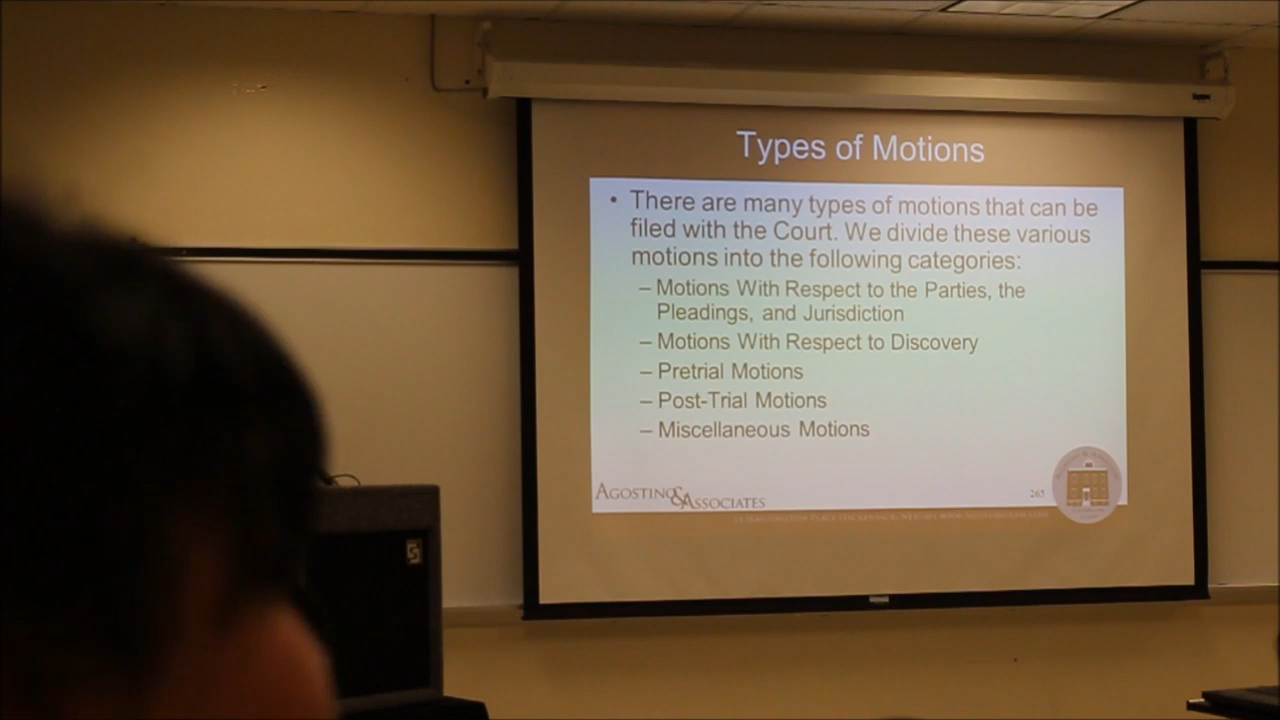 Types of Motions
• There are many types of motions that can be
filed with the Court. We divide these various
motions into the following categories:
– Motions With Respect to the Parties, the
Pleadings, and Jurisdiction
– Motions With Respect to Discovery
– Pretrial Motions
– Post-Trial Motions
– Miscellaneous Motions
AGOSTINO & ASSOCIATES
265